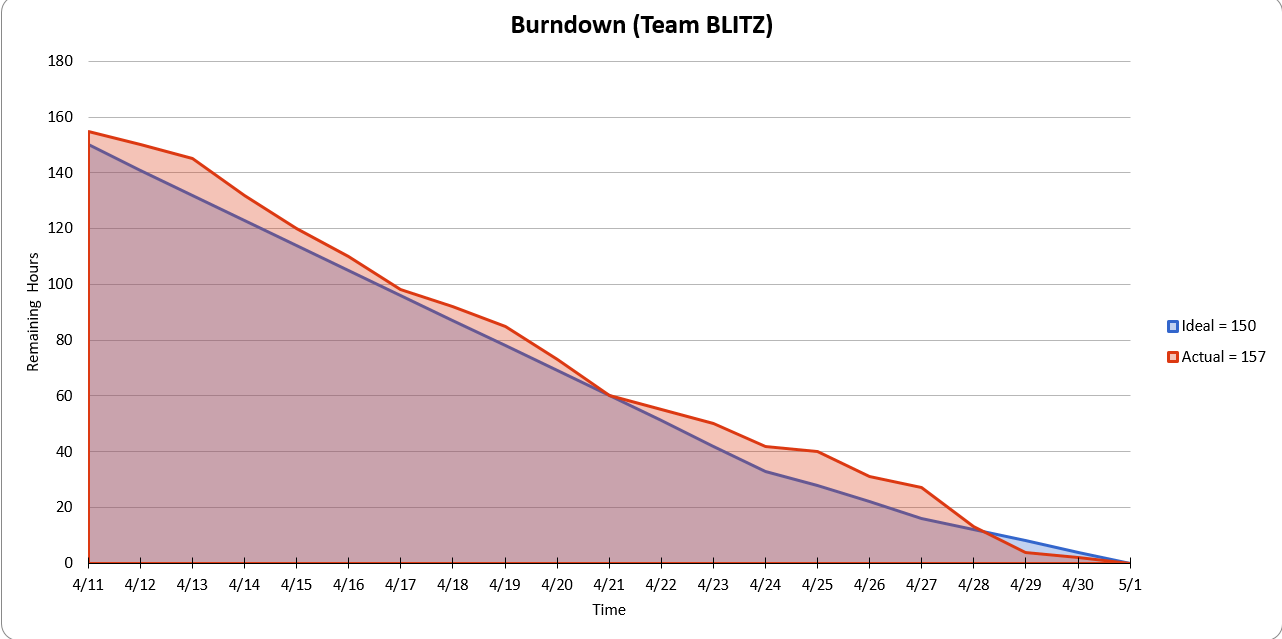 Burndown (Team BLITZ)
180
160
140
120
100
80
60
40
20
0
Remaining Hours
4/11 4/12 4/13 4/14 4/15 4/16 4/17 4/18 4/19 4/20 4/21 4/22 4/23 4/24 4/25 4/26 4/27 4/28 4/29 4/30 5/1
Time
Ideal = 150
Actual = 157